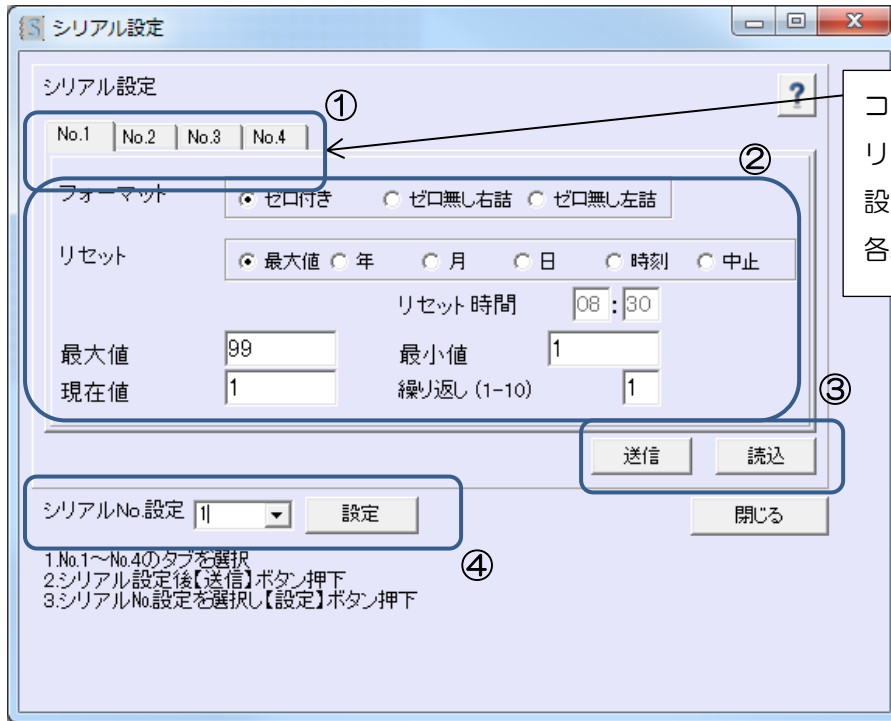 シリアル設定
シリアル設定
①
?
コ
リ
設
各
No.1 No.2 No.3 No.4
②
フォーマット ゼロ付き ゼロ無し右詰 ゼロ無し左詰
リセット 最大値 年 月 日 時刻 中止
リセット時間 08 : 30
最大値 99 最小値 1
現在値 1 繰り返し (1-10) 1
③
送信 読込
シリアルNo.設定 1 設定 閉じる
④
1.No.1~No.4のタブを選択
2.シリアル設定後【送信】ボタン押下
3.シリアルNo.設定を選択し【設定】ボタン押下